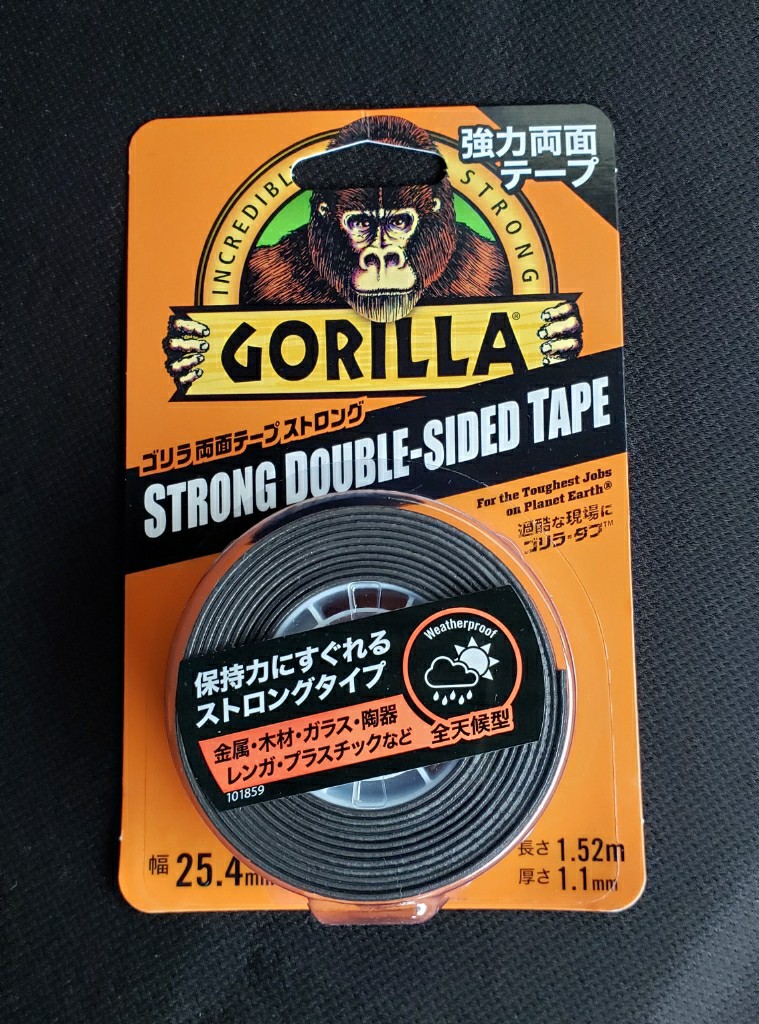 強力両面
テープ
INCREDIBL STRONG
GORILLA®
ゴリラ両面テープストロング
STRONG DOUBLE-SIDED TAPE
For the Toughest Jobs
on Planet Earth®
過酷な現場に
ゴリラ・タフ™
保持力にすぐれる
ストロングタイプ
Weatherproof
全天候型
金属・木材・ガラス・陶器
レンガ・プラスチックなど
101859
幅 25.4mm
長さ 1.52m
厚さ 1.1mm